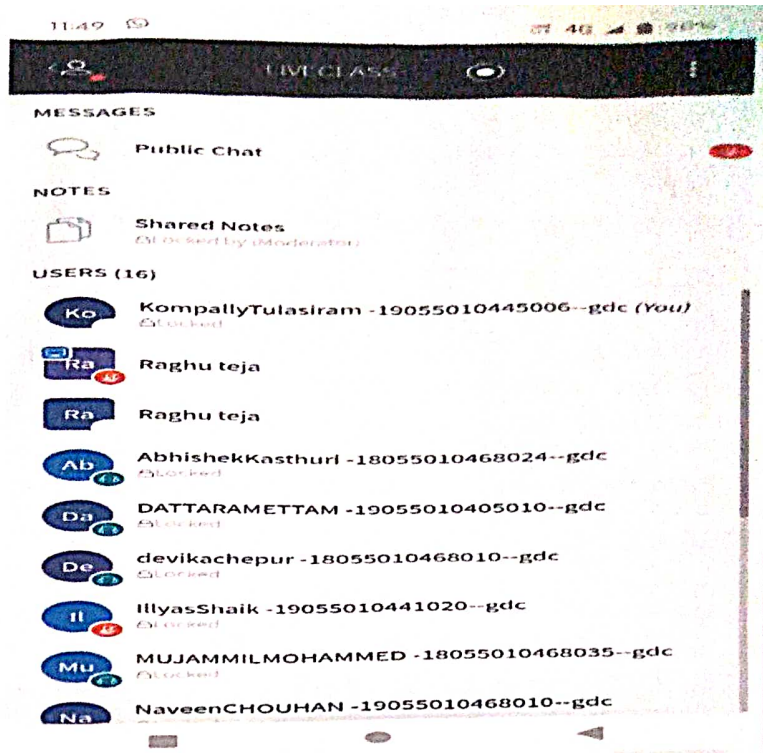 11:49
4G 90%
LIVECLASS
MESSAGES
Public Chat
NOTES
Shared Notes
Locked by (Moderator)
USERS (16)
Ko KompallyTulasiram -19055010445006--gdc (You)
Locked
Ra Raghu teja
Ra Raghu teja
Ab AbhishekKasthuri -18055010468024--gdc
Locked
Da DATTARAMETTAM -19055010405010--gdc
Locked
De devikachepur -18055010468010--gdc
Locked
Il IllyasShaik -19055010441020--gdc
Locked
Mu MUJAMMILMOHAMMED -18055010468035--gdc
Locked
Na NaveenCHOUHAN -19055010468010--gdc